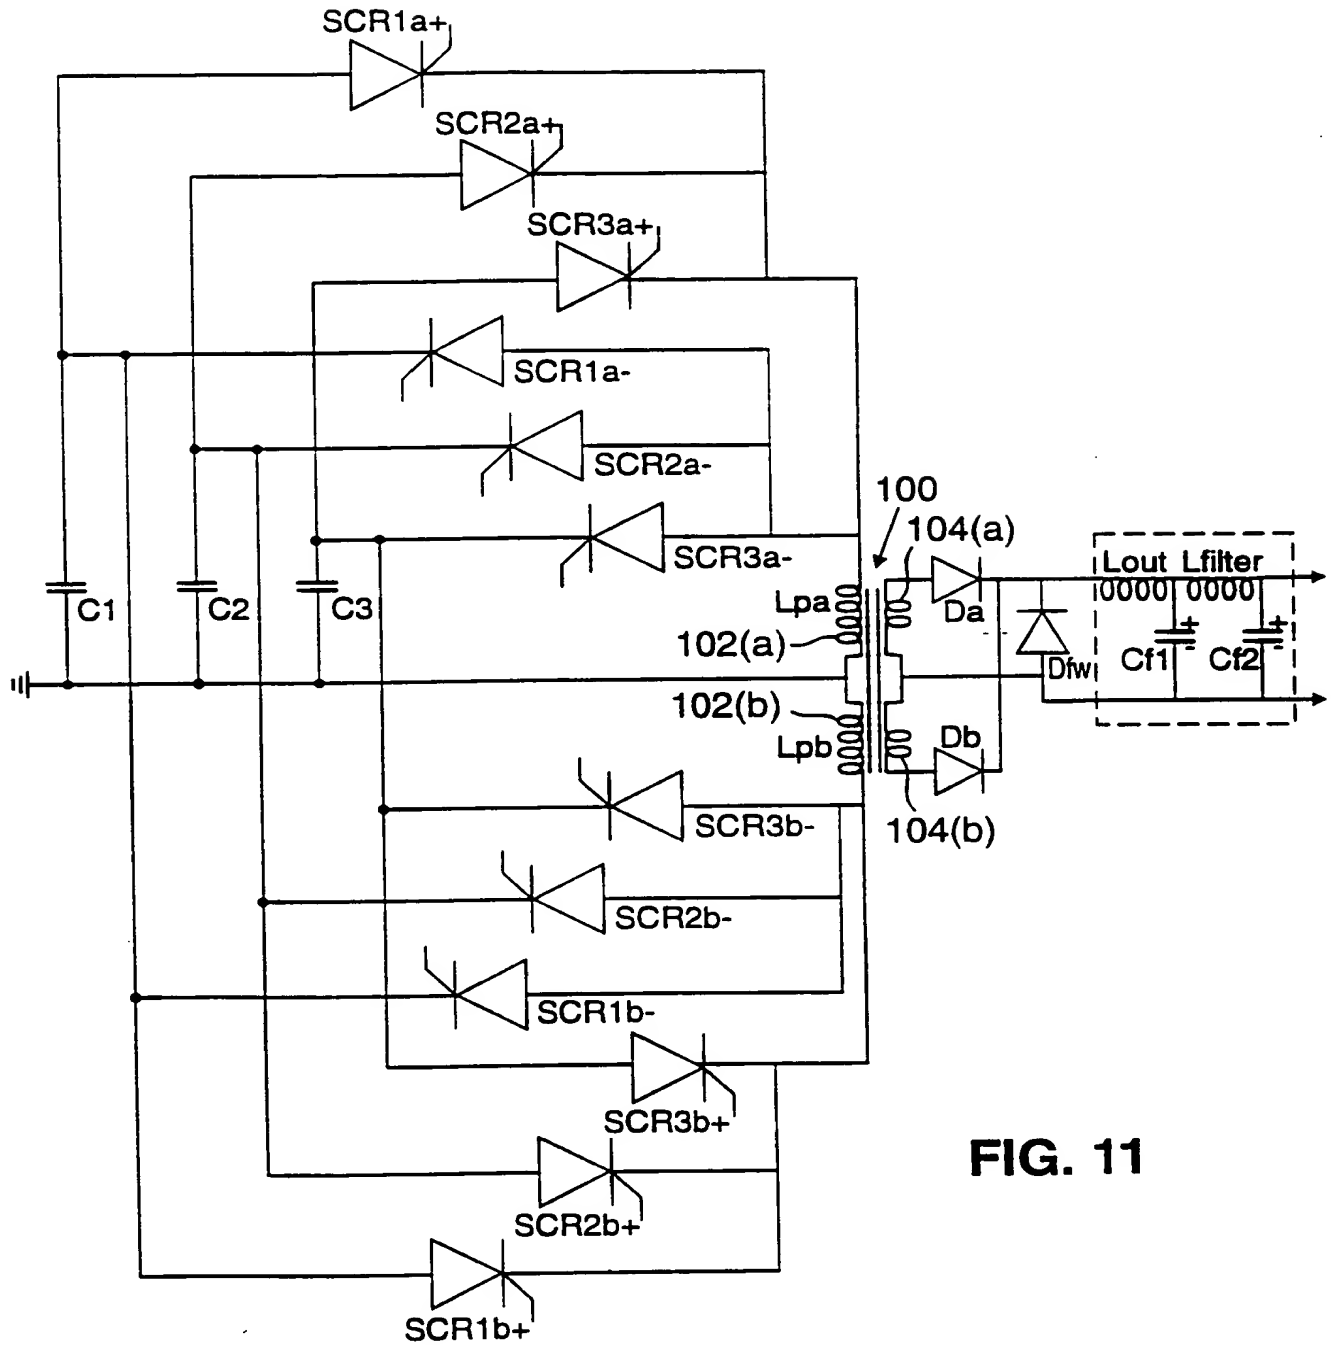 SCR1a+
SCR2a+
SCR3a+
SCR1a-
SCR2a-
SCR3a-
100
104(a)
Lout Lfilter
C1
C2
C3
Lpa
Da
+
+
102(a)
Dfw
Cf1
-
Cf2
-
102(b)
Lpb
Db
SCR3b-
104(b)
SCR2b-
SCR1b-
SCR3b+
FIG. 11
SCR2b+
SCR1b+